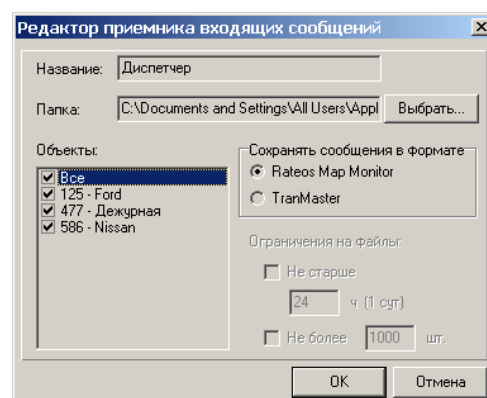 Редактор приемника входящих сообщений
Название: Диспетчер
Папка: C:\Documents and Settings\All Users\Appl Выбрать...
Объекты:
Все
125 - Ford
477 - Дежурная
586 - Nissan
Сохранять сообщения в формате
Rateos Map Monitor
TranMaster
Ограничения на файлы:
Не старше
24 ч (1 сут)
Не более 1000 шт.
OK Отмена